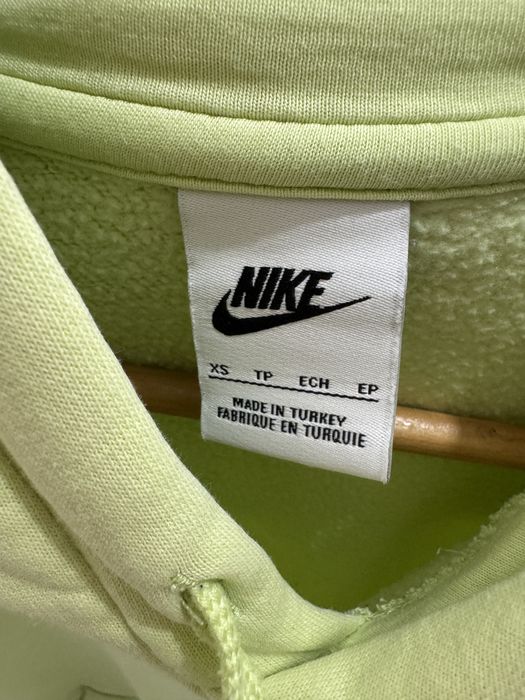 NIKE
XS TP ECH EP
MADE IN TURKEY
FABRIQUE EN TURQUIE